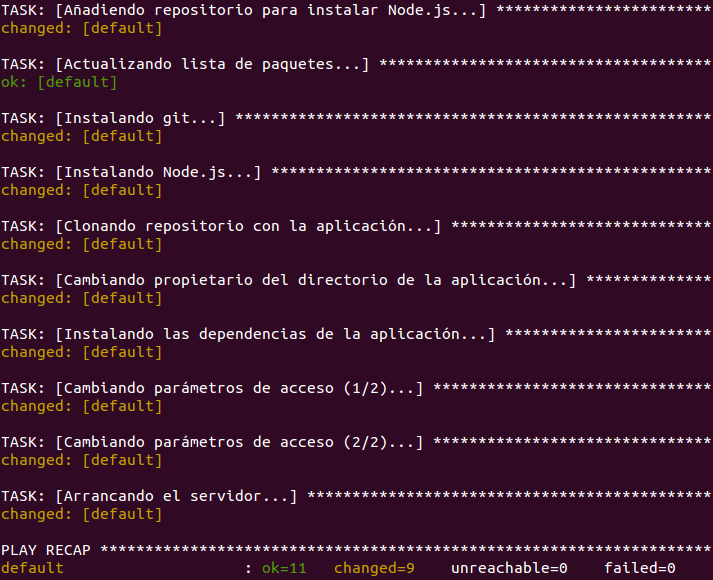 TASK: [Añadiendo repositorio para instalar Node.js...] ************************
changed: [default]
TASK: [Actualizando lista de paquetes...] *************************************
ok: [default]
TASK: [Instalando git...] *****************************************************
changed: [default]
TASK: [Instalando Node.js...] *************************************************
changed: [default]
TASK: [Clonando repositorio con la aplicación...] *****************************
changed: [default]
TASK: [Cambiando propietario del directorio de la aplicación...] **************
changed: [default]
TASK: [Instalando las dependencias de la aplicación...] ***********************
changed: [default]
TASK: [Cambiando parámetros de acceso (1/2)...] *******************************
changed: [default]
TASK: [Cambiando parámetros de acceso (2/2)...] *******************************
changed: [default]
TASK: [Arrancando el servidor...] *********************************************
changed: [default]
PLAY RECAP ********************************************************************
default                    : ok=11   changed=9    unreachable=0    failed=0